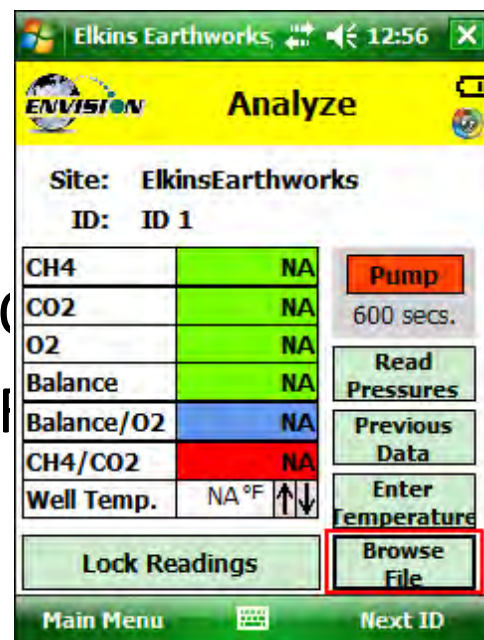 Elkins Earthworks, 12:56
ENVISION Analyze
Site: ElkinsEarthworks
ID: ID 1
CH4 NA
CO2 NA
O2 NA
Balance NA
Balance/O2 NA
CH4/CO2 NA
Well Temp. NA °F
Pump
600 secs.
Read
Pressures
Previous
Data
Enter
Temperature
Lock Readings
Browse
File
Main Menu Next ID